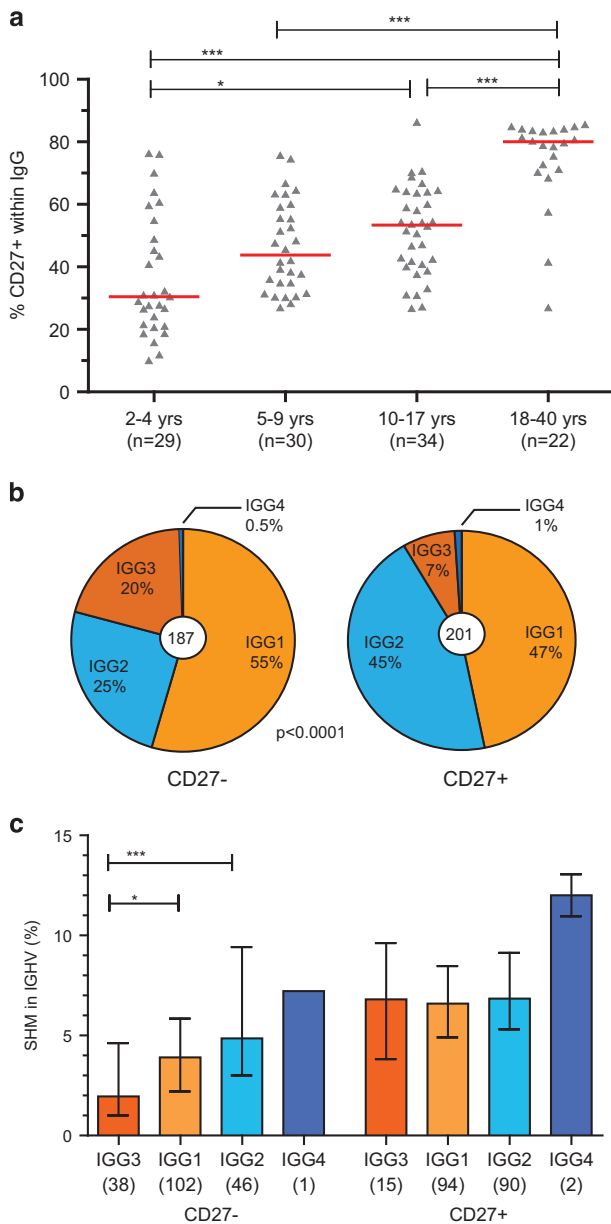 a
***
***
*
***
% CD27+ within IgG
100
80
60
40
20
0
2-4 yrs
(n=29)
5-9 yrs
(n=30)
10-17 yrs
(n=34)
18-40 yrs
(n=22)
b
IGG4
0.5%
IGG3
20%
187
IGG1
55%
IGG2
25%
p<0.0001
CD27-
IGG4
1%
IGG3
7%
201
IGG1
47%
IGG2
45%
CD27+
c
SHM in IGHV (%)
15
10
5
0
***
*
IGG3
(38)
IGG1
(102)
IGG2
(46)
IGG4
(1)
IGG3
(15)
IGG1
(94)
IGG2
(90)
IGG4
(2)
CD27-
CD27+